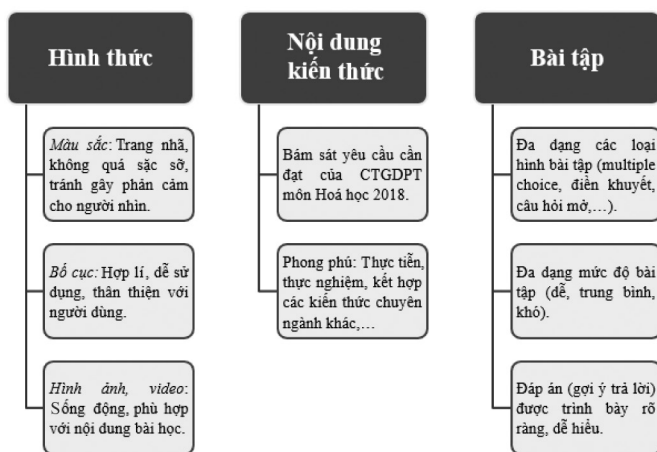 Hình thức
Màu sắc: Trang nhã,
không quá sặc sỡ,
tránh gây phản cảm
cho người nhìn.
Bố cục: Hợp lí, dễ sử
dụng, thân thiện với
người dùng.
Hình ảnh, video:
Sống động, phù hợp
với nội dung bài học.
Nội dung
kiến thức
Bám sát yêu cầu cần
đạt của CTGDPT
môn Hoá học 2018.
Phong phú: Thực tiễn,
thực nghiệm, kết hợp
các kiến thức chuyên
ngành khác,…
Bài tập
Đa dạng các loại
hình bài tập (multiple
choice, điền khuyết,
câu hỏi mở,…).
Đa dạng mức độ bài
tập (dễ, trung bình,
khó).
Đáp án (gợi ý trả lời)
được trình bày rõ
ràng, dễ hiểu.